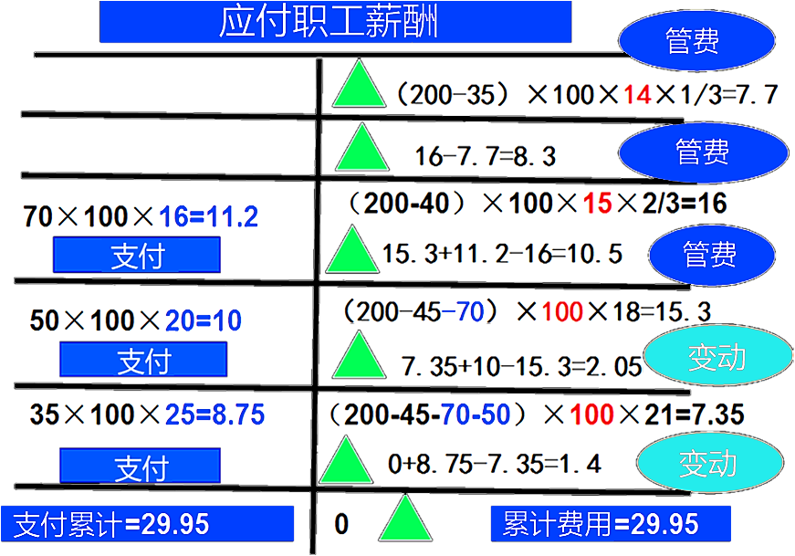 应付职工薪酬
管费
（200-35）×100×14×1/3=7.7
16-7.7=8.3
管费
70×100×16=11.2
（200-40）×100×15×2/3=16
支付
15.3+11.2-16=10.5
管费
50×100×20=10
（200-45-70）×100×18=15.3
支付
7.35+10-15.3=2.05
变动
35×100×25=8.75
（200-45-70-50）×100×21=7.35
支付
0+8.75-7.35=1.4
变动
支付累计=29.95
0
累计费用=29.95